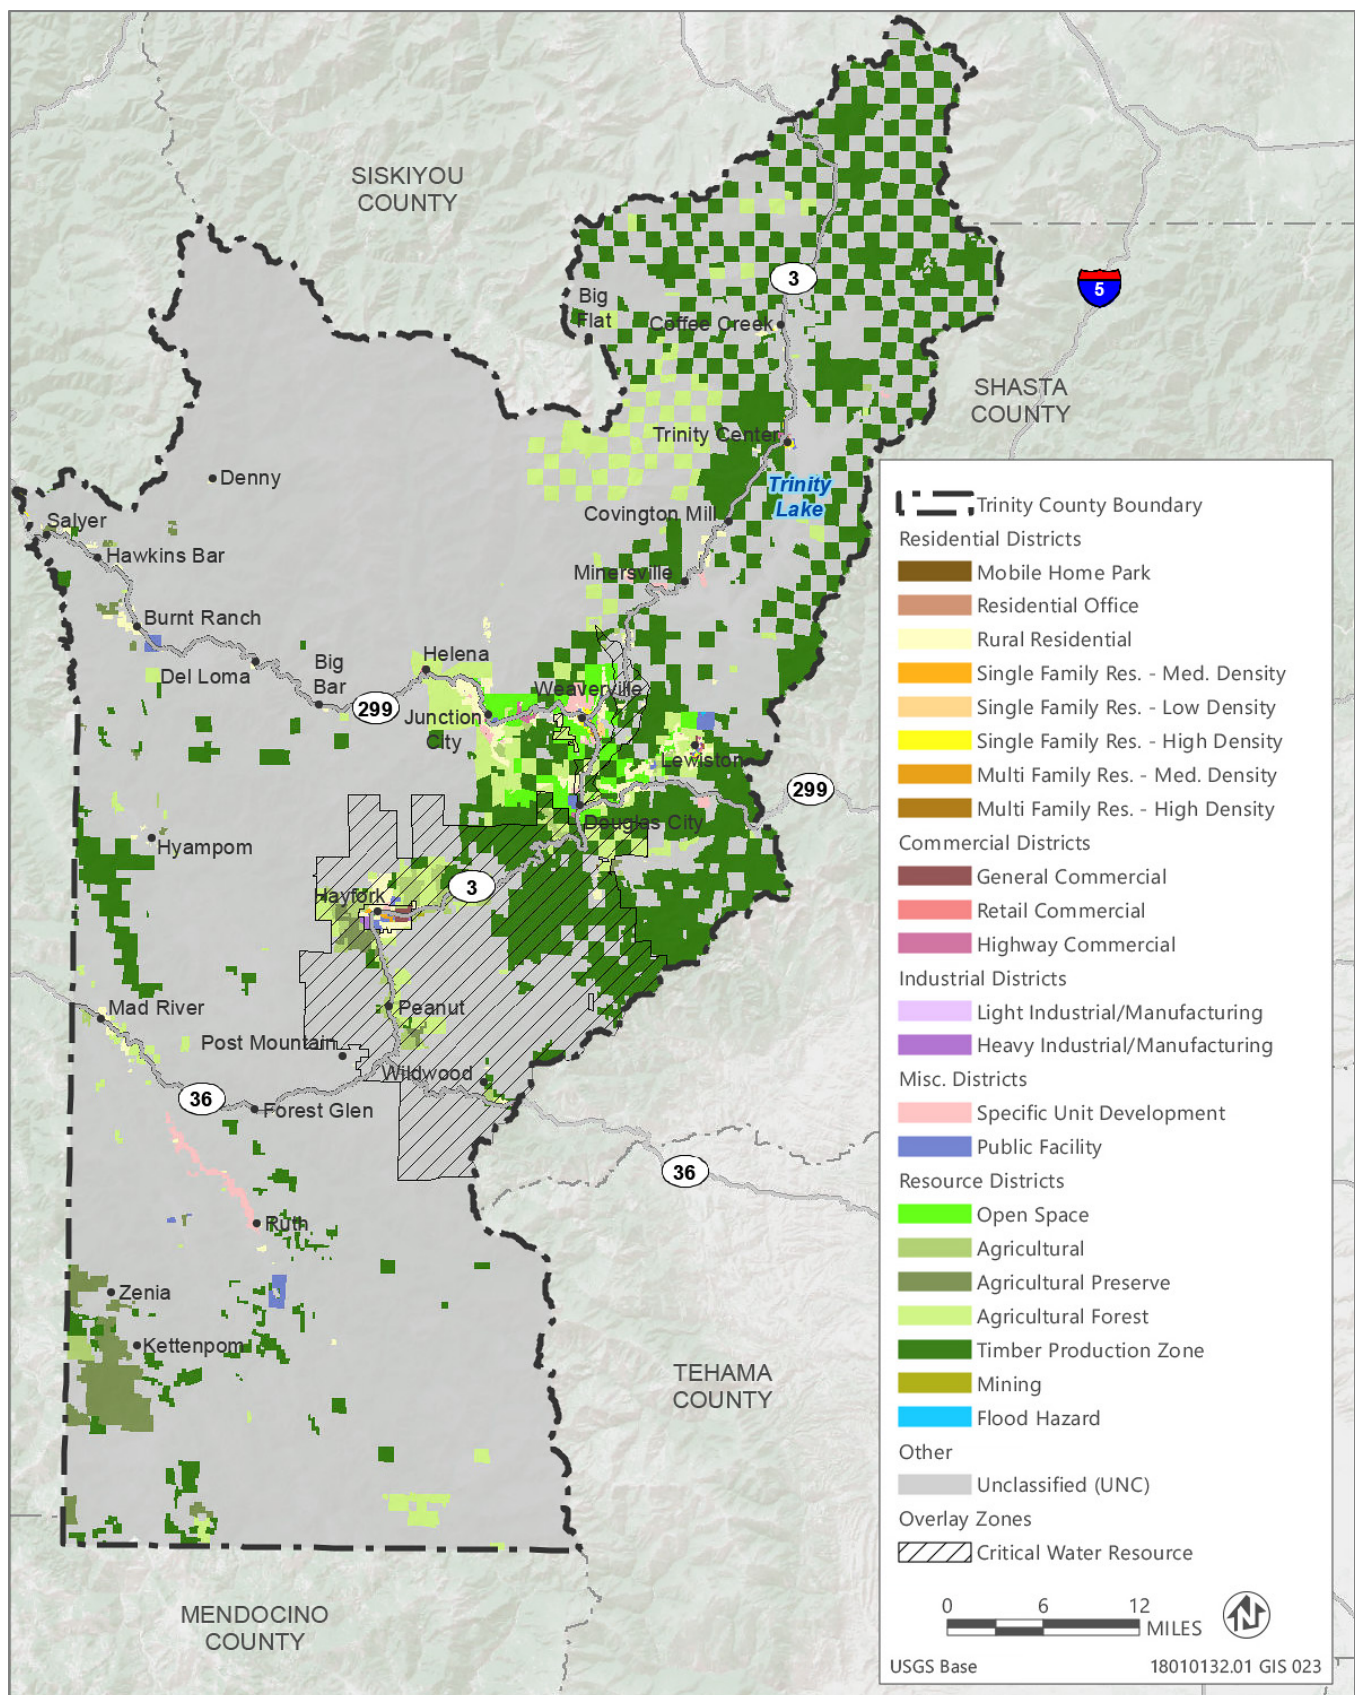 SISKIYOU
COUNTY
3
5
Big
Flat
Coffee Creek
SHASTA
COUNTY
Trinity Center
Trinity
Lake
Denny
Covington Mill
Salyer
Hawkins Bar
Minersville
Burnt Ranch
Helena
Del Loma
Big
Bar
299
Weaverville
Junction
City
Lewiston
299
Douglas City
Hyampom
3
Hayfork
Mad River
Peanut
Post Mountain
Wildwood
36
Forest Glen
36
Ruth
Zenia
Kettenpom
TEHAMA
COUNTY
MENDOCINO
COUNTY
Trinity County Boundary
Residential Districts
Mobile Home Park
Residential Office
Rural Residential
Single Family Res. - Med. Density
Single Family Res. - Low Density
Single Family Res. - High Density
Multi Family Res. - Med. Density
Multi Family Res. - High Density
Commercial Districts
General Commercial
Retail Commercial
Highway Commercial
Industrial Districts
Light Industrial/Manufacturing
Heavy Industrial/Manufacturing
Misc. Districts
Specific Unit Development
Public Facility
Resource Districts
Open Space
Agricultural
Agricultural Preserve
Agricultural Forest
Timber Production Zone
Mining
Flood Hazard
Other
Unclassified (UNC)
Overlay Zones
Critical Water Resource
0 6 12
MILES
N
USGS Base 18010132.01 GIS 023